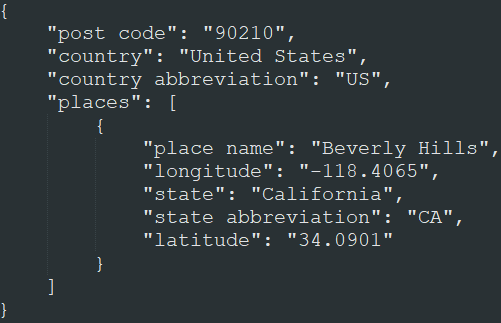 {
    "post code": "90210",
    "country": "United States",
    "country abbreviation": "US",
    "places": [
        {
            "place name": "Beverly Hills",
            "longitude": "-118.4065",
            "state": "California",
            "state abbreviation": "CA",
            "latitude": "34.0901"
        }
    ]
}